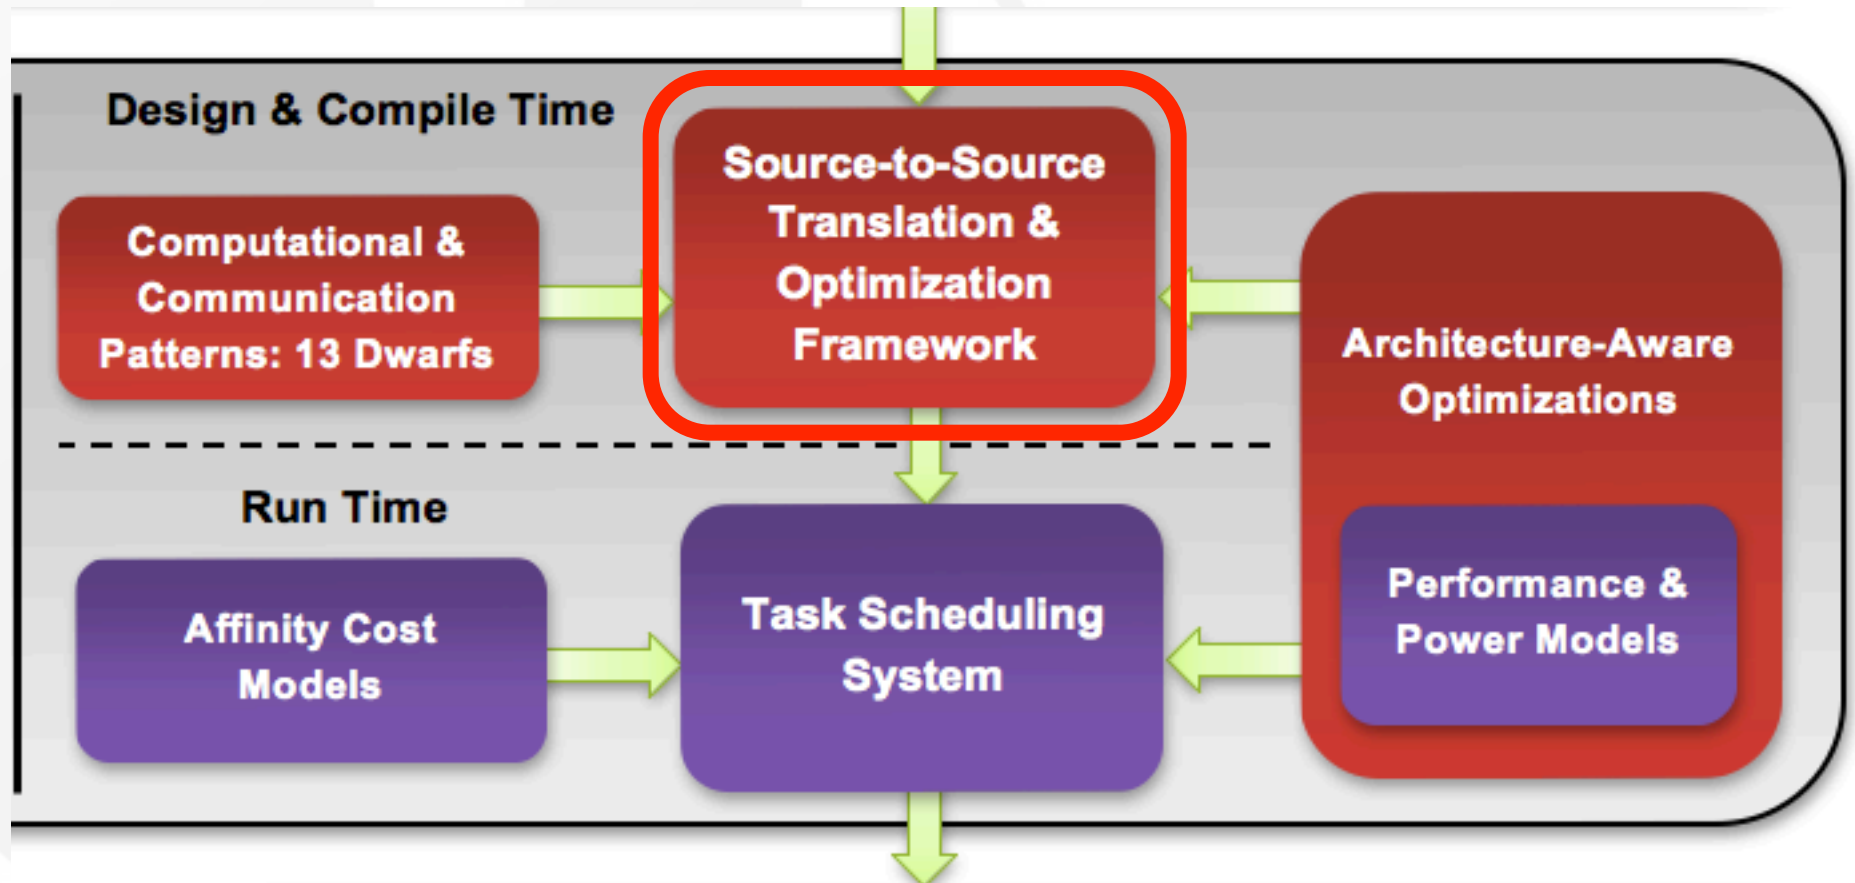 Design & Compile Time
Source-to-Source
Translation &
Optimization
Framework
Computational &
Communication
Patterns: 13 Dwarfs
Architecture-Aware
Optimizations
Run Time
Affinity Cost
Models
Task Scheduling
System
Performance &
Power Models